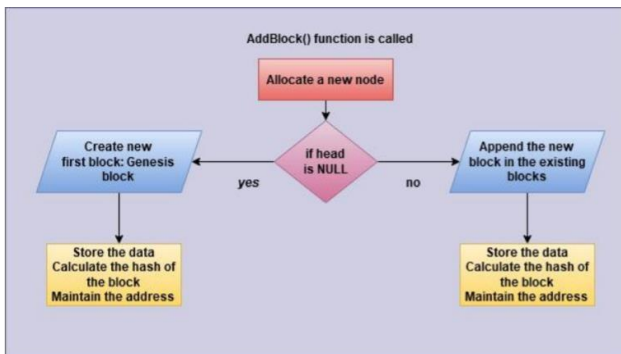 AddBlock() function is called
Allocate a new node
if head
is NULL
yes
no
Create new
first block: Genesis
block
Append the new
block in the existing
blocks
Store the data
Calculate the hash of
the block
Maintain the address
Store the data
Calculate the hash of
the block
Maintain the address